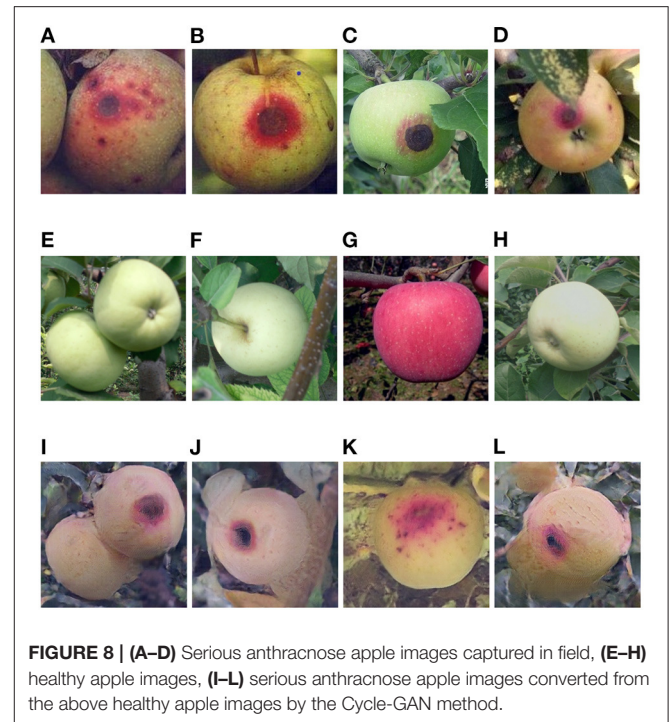 A B C D
E F G H
I J K L
FIGURE 8 | (A–D) Serious anthracnose apple images captured in field, (E–H)
healthy apple images, (I–L) serious anthracnose apple images converted from
the above healthy apple images by the Cycle-GAN method.